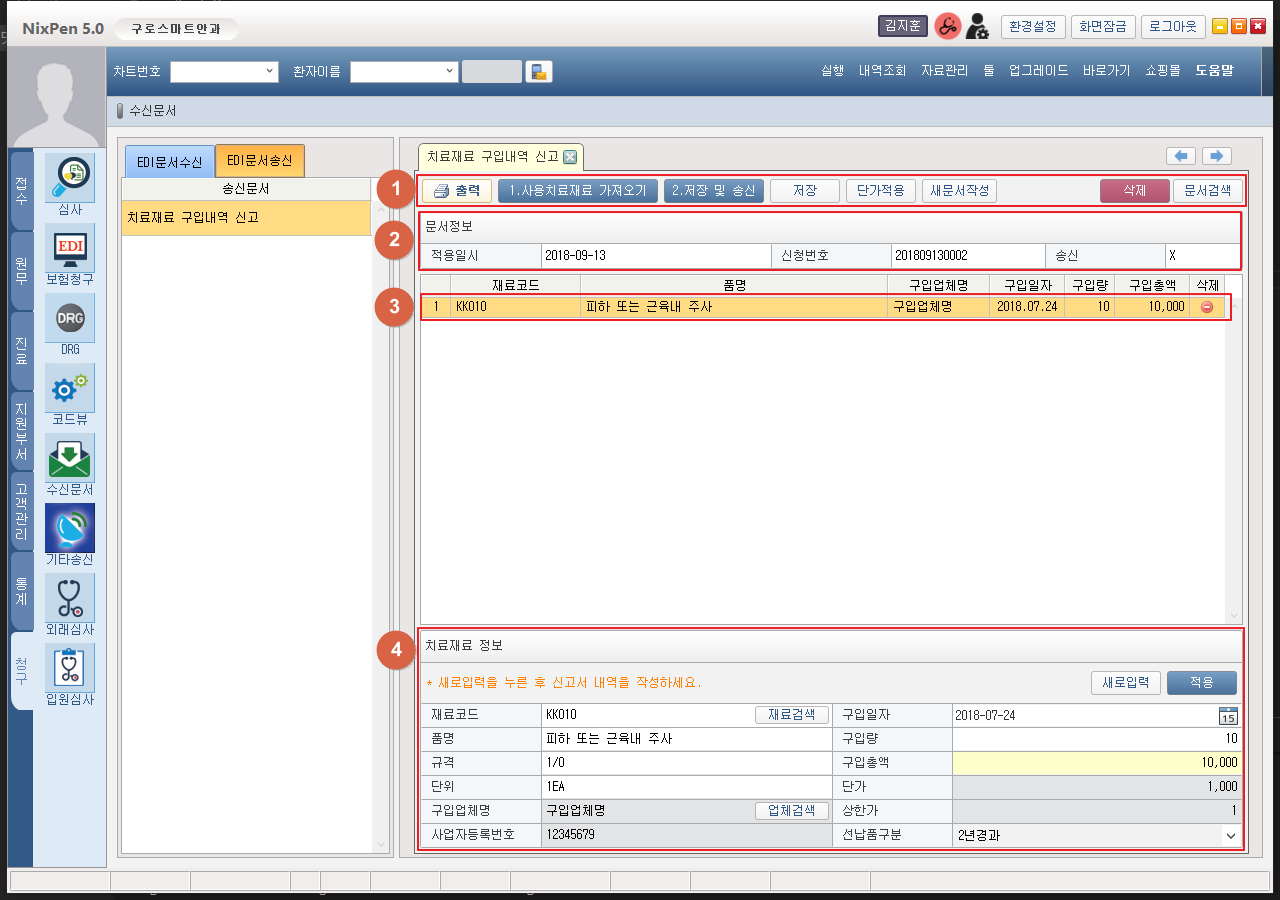 NixPen 5.0 구로스마트안과 김지훈 환경설정 화면잠금 로그아웃
차트번호 환자이름 실행 내역조회 자료관리 툴 업그레이드 바로가기 쇼핑몰 도움말
수신문서
접수
원무
진료
지원부서
고객관리
통계
청구
심사
EDI
보험청구
DRG
DRG
코드뷰
수신문서
기타송신
외래심사
입원심사
EDI문서수신 EDI문서송신
송신문서
치료재료 구입내역 신고
치료재료 구입내역 신고
1 출력 1.사용치료재료 가져오기 2.저장 및 송신 저장 단가적용 새문서작성 삭제 문서검색
2 문서정보
적용일시 2018-09-13 신청번호 201809130002 송신 X
재료코드 품명 구입업체명 구입일자 구입량 구입총액 삭제
3 1 KK010 피하 또는 근육내 주사 구입업체명 2018.07.24 10 10,000
4 치료재료 정보
* 새로입력을 누른 후 신고서 내역을 작성하세요. 새로입력 적용
재료코드 KK010 재료검색 구입일자 2018-07-24 15
품명 피하 또는 근육내 주사 구입량 10
규격 1/0 구입총액 10,000
단위 1EA 단가 1,000
구입업체명 구입업체명 업체검색 상한가 1
사업자등록번호 12345679 선납품구분 2년경과